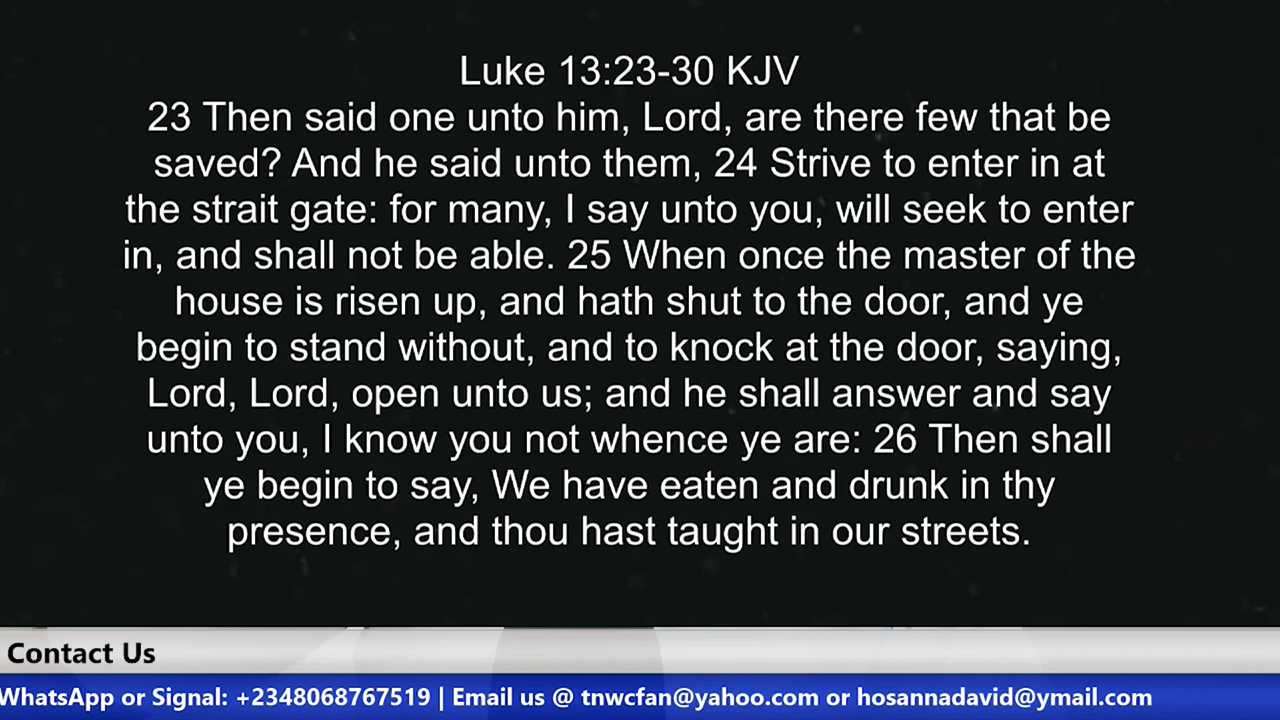 Luke 13:23-30 KJV
23 Then said one unto him, Lord, are there few that be
saved? And he said unto them, 24 Strive to enter in at
the strait gate: for many, I say unto you, will seek to enter
in, and shall not be able. 25 When once the master of the
house is risen up, and hath shut to the door, and ye
begin to stand without, and to knock at the door, saying,
Lord, Lord, open unto us; and he shall answer and say
unto you, I know you not whence ye are: 26 Then shall
ye begin to say, We have eaten and drunk in thy
presence, and thou hast taught in our streets.
Contact Us
WhatsApp or Signal: +2348068767519 | Email us @ tnwcfan@yahoo.com or hosannadavid@ymail.com